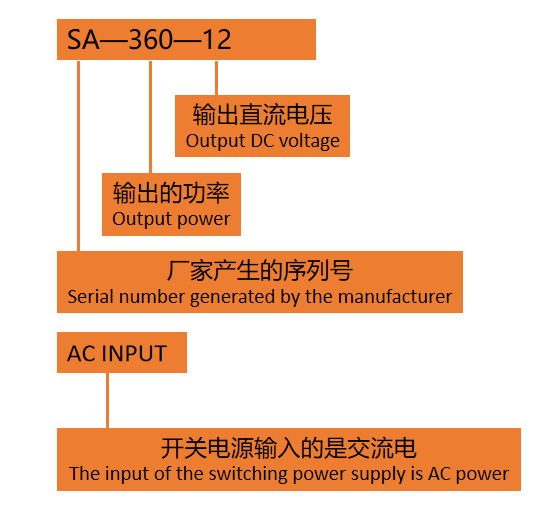 SA—360—12
输出直流电压
Output DC voltage
输出的功率
Output power
厂家产生的序列号
Serial number generated by the manufacturer
AC INPUT
开关电源输入的是交流电
The input of the switching power supply is AC power